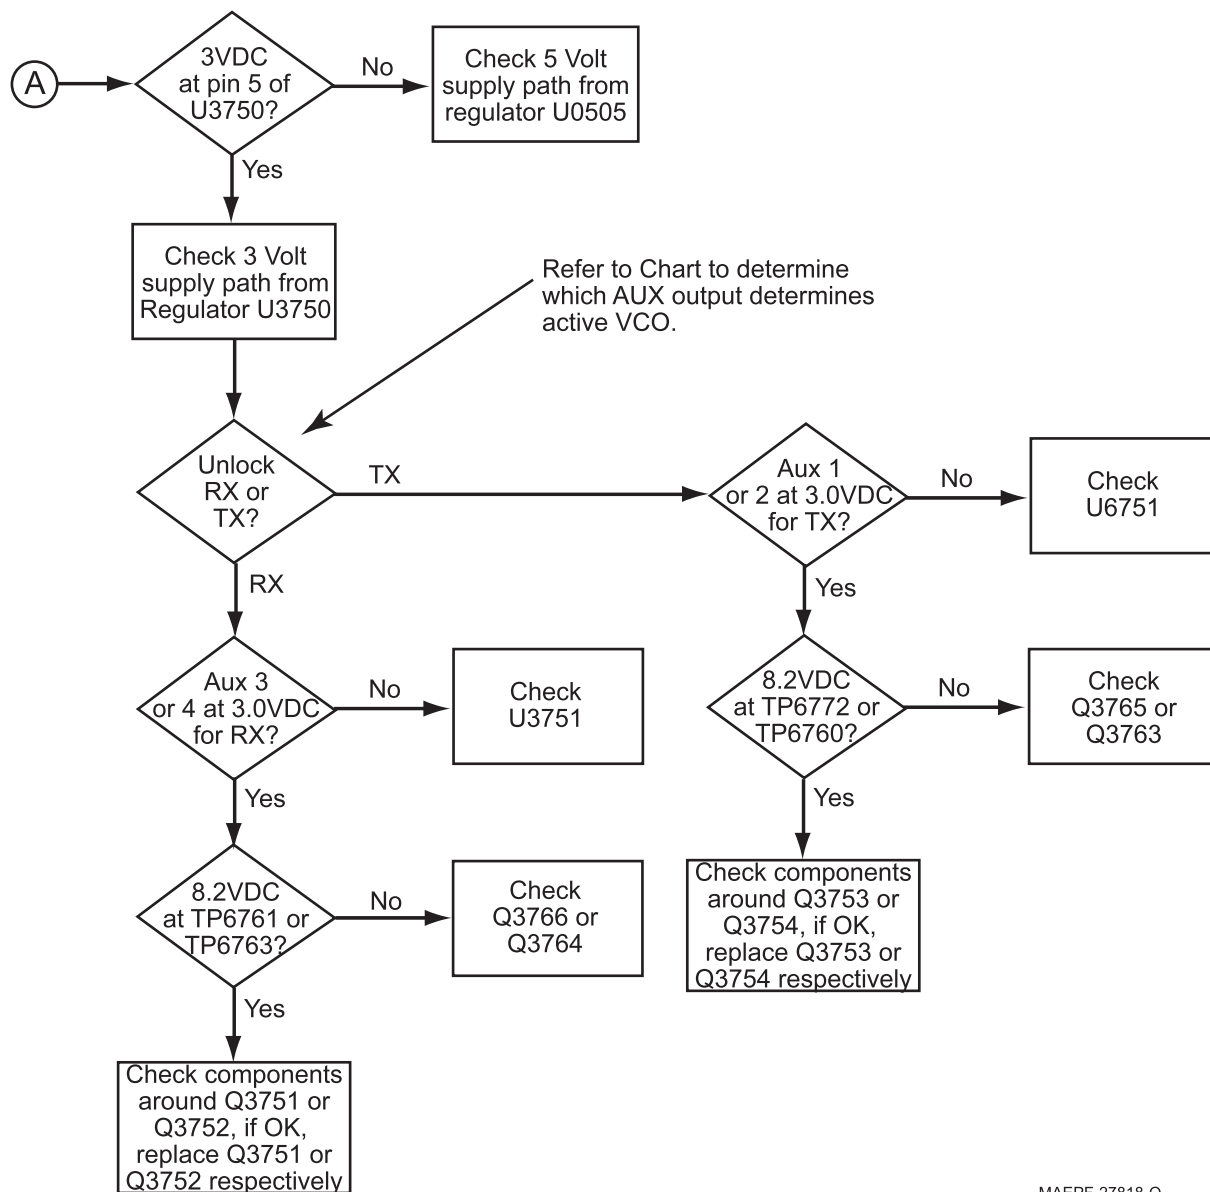 A
3VDC
at pin 5 of
U3750?
No
Check 5 Volt
supply path from
regulator U0505
Yes
Check 3 Volt
supply path from
Regulator U3750
Refer to Chart to determine
which AUX output determines
active VCO.
Unlock
RX or
TX?
TX
Aux 1
or 2 at 3.0VDC
for TX?
No
Check
U6751
RX
Yes
Aux 3
or 4 at 3.0VDC
for RX?
No
Check
U3751
8.2VDC
at TP6772 or
TP6760?
No
Check
Q3765 or
Q3763
Yes
Yes
8.2VDC
at TP6761 or
TP6763?
No
Check
Q3766 or
Q3764
Check components
around Q3753 or
Q3754, if OK,
replace Q3753 or
Q3754 respectively
Yes
Check components
around Q3751 or
Q3752, if OK,
replace Q3751 or
Q3752 respectively